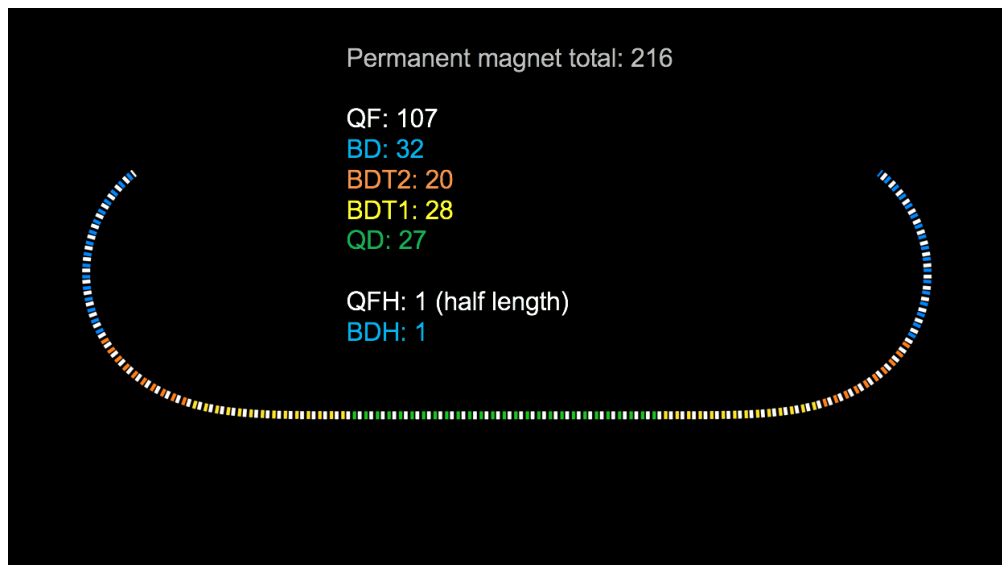 Permanent magnet total: 216
QF: 107
BD: 32
BDT2: 20
BDT1: 28
QD: 27
QFH: 1 (half length)
BDH: 1